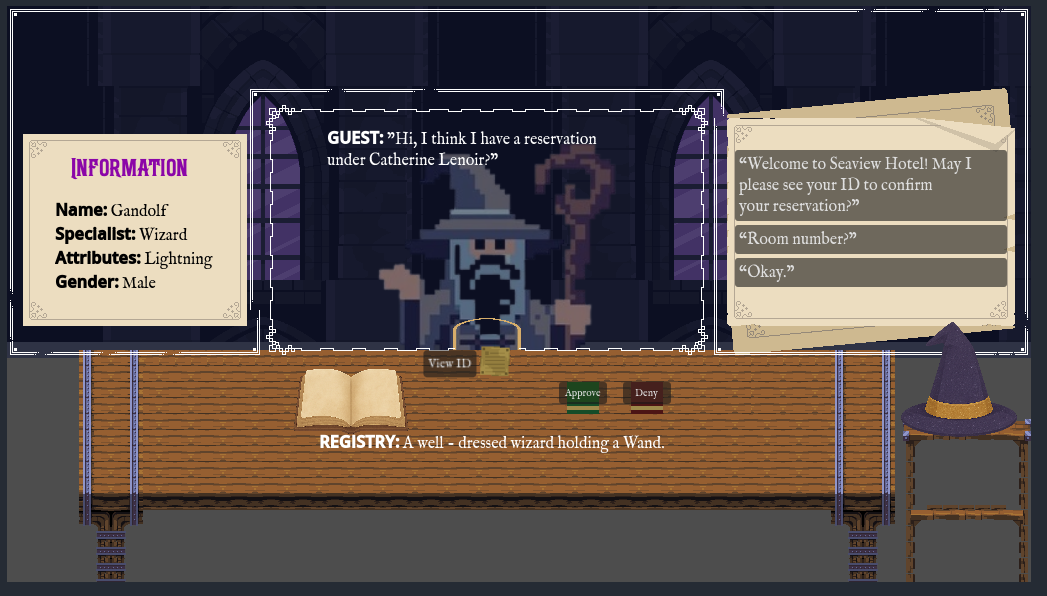 GUEST: ”Hi, I think I have a reservation
under Catherine Lenoir?”
INFORMATION
Name: Gandolf
Specialist: Wizard
Attributes: Lightning
Gender: Male
“Welcome to Seaview Hotel! May I
please see your ID to confirm
your reservation?”
“Room number?”
“Okay.”
View ID
Approve
Deny
REGISTRY: A well - dressed wizard holding a Wand.